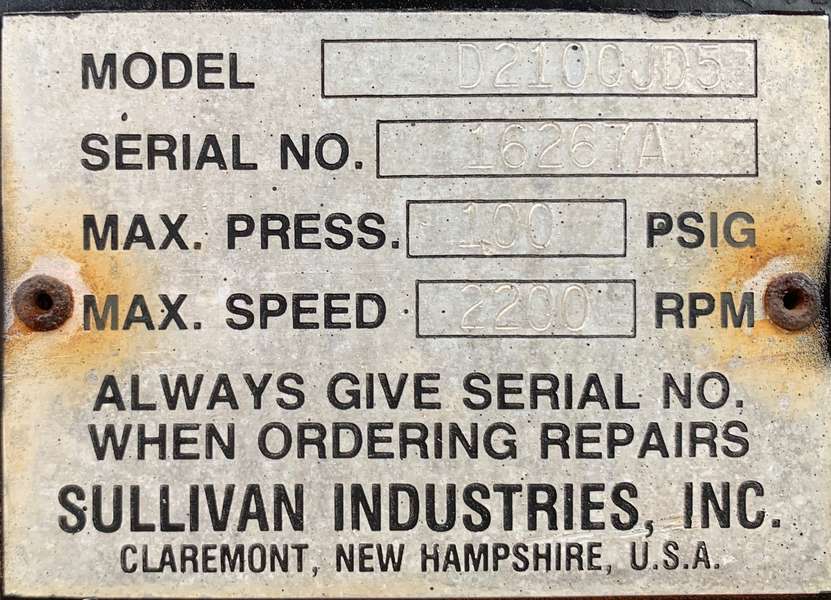 MODEL D210QJD5
SERIAL NO. 16267A
MAX. PRESS. 100 PSIG
MAX. SPEED 2200 RPM
ALWAYS GIVE SERIAL NO.
WHEN ORDERING REPAIRS
SULLIVAN INDUSTRIES, INC.
CLAREMONT, NEW HAMPSHIRE, U.S.A.